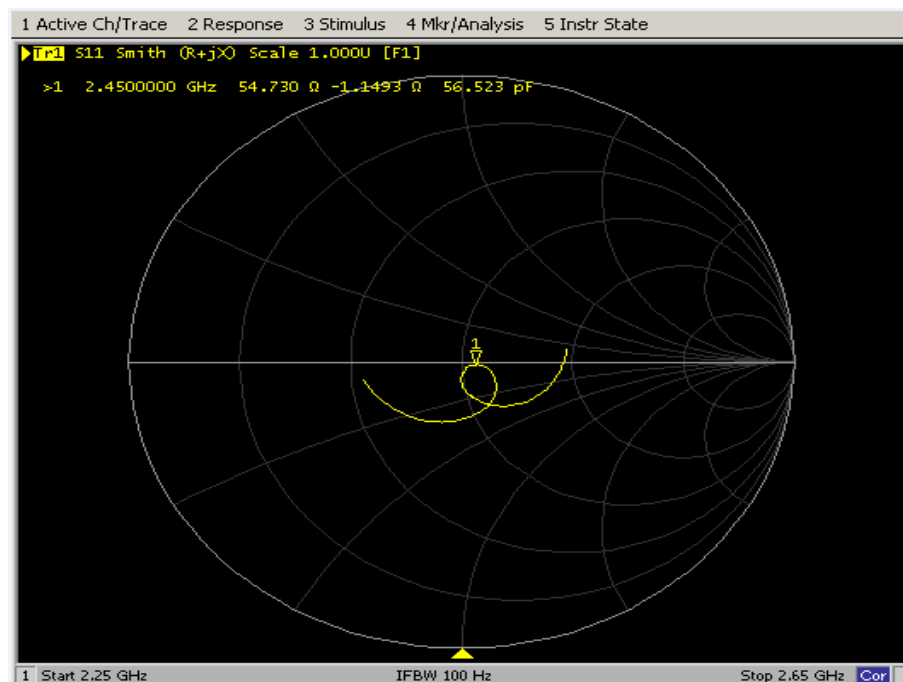 1 Active Ch/Trace 2 Response 3 Stimulus 4 Mkr/Analysis 5 Instr State
Tr1 S11 Smith (R+jX) Scale 1.000U [F1]
>1 2.4500000 GHz 54.730 Ω -1.1493 Ω 56.523 pF
1
1 Start 2.25 GHz IFBW 100 Hz Stop 2.65 GHz Cor